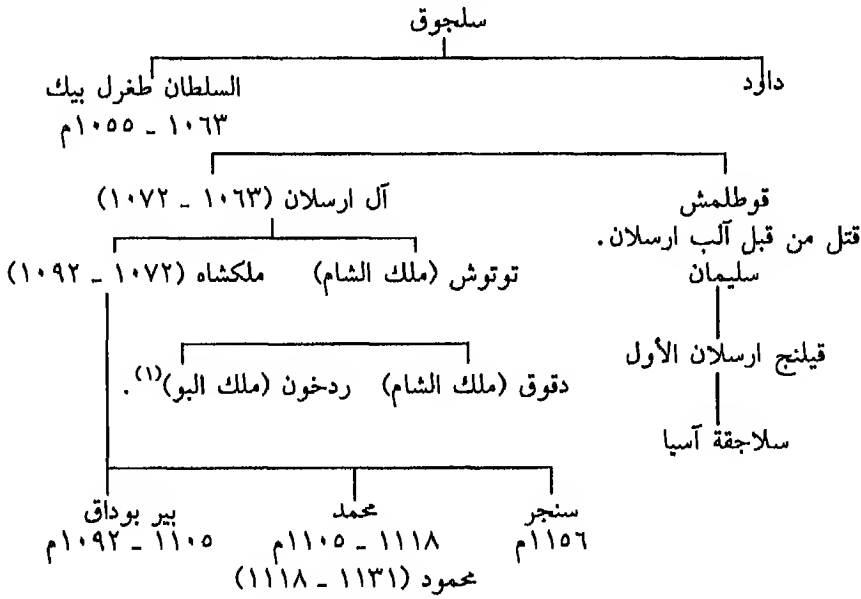 سلجوق
داود
السلطان طغرل بيك
١٠٥٥ - ١٠٦٣م
قوطلمش
قتل من قبل آلب ارسلان.
آل ارسلان (١٠٦٣ - ١٠٧٢)
سليمان
توتوش (ملك الشام)
ملكشاه (١٠٧٢ - ١٠٩٢)
قيلنج ارسلان الأول
دقوق (ملك الشام)
ردخون (ملك البو)(١).
سلاجقة آسيا
سنجر
١١٥٦م
محمد
١١٠٥ - ١١١٨م
محمود (١١١٨ - ١١٣١)
بير بوداق
١٠٩٢ - ١١٠٥م